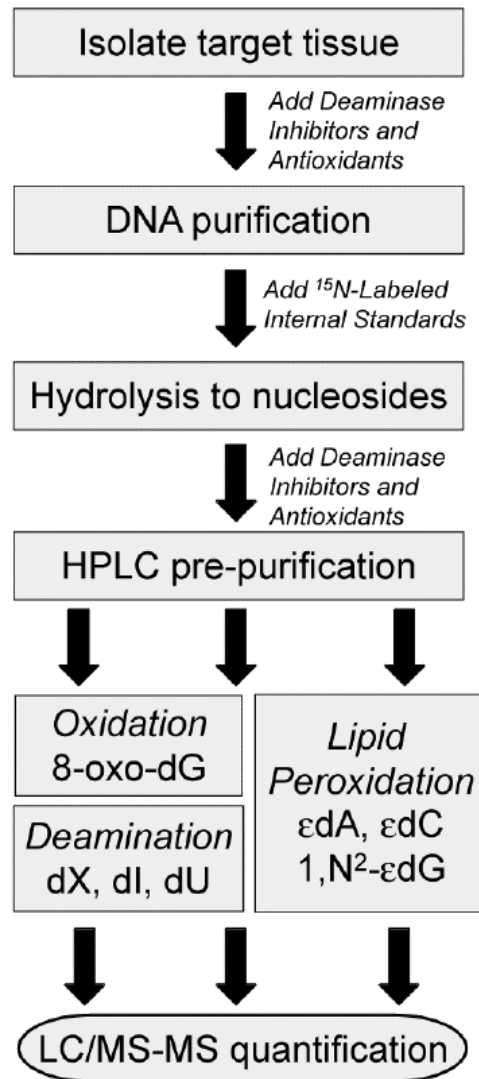 Isolate target tissue
Add Deaminase
Inhibitors and
Antioxidants
DNA purification
Add ¹⁵N-Labeled
Internal Standards
Hydrolysis to nucleosides
Add Deaminase
Inhibitors and
Antioxidants
HPLC pre-purification
Oxidation
8-oxo-dG
Deamination
dX, dI, dU
Lipid
Peroxidation
εdA, εdC
1,N²-εdG
LC/MS-MS quantification